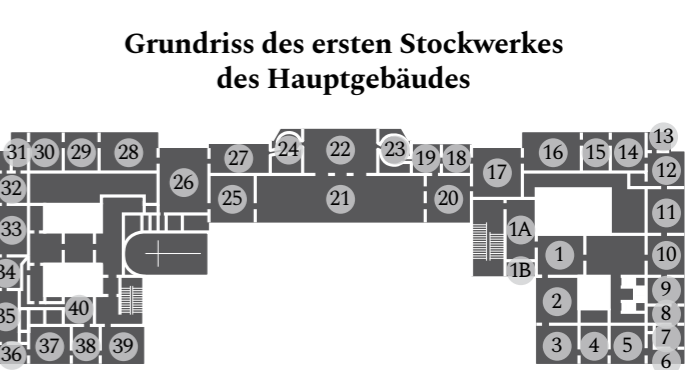 Grundriss des ersten Stockwerkes
des Hauptgebäudes
13
31 30 29 28 27 24 22 23 19 18 16 15 14
12
32 26 25 21 20 17
11
33 1A
1 10
34 1B
9
35 40 2
8
7
36 37 38 39 3 4 5
6